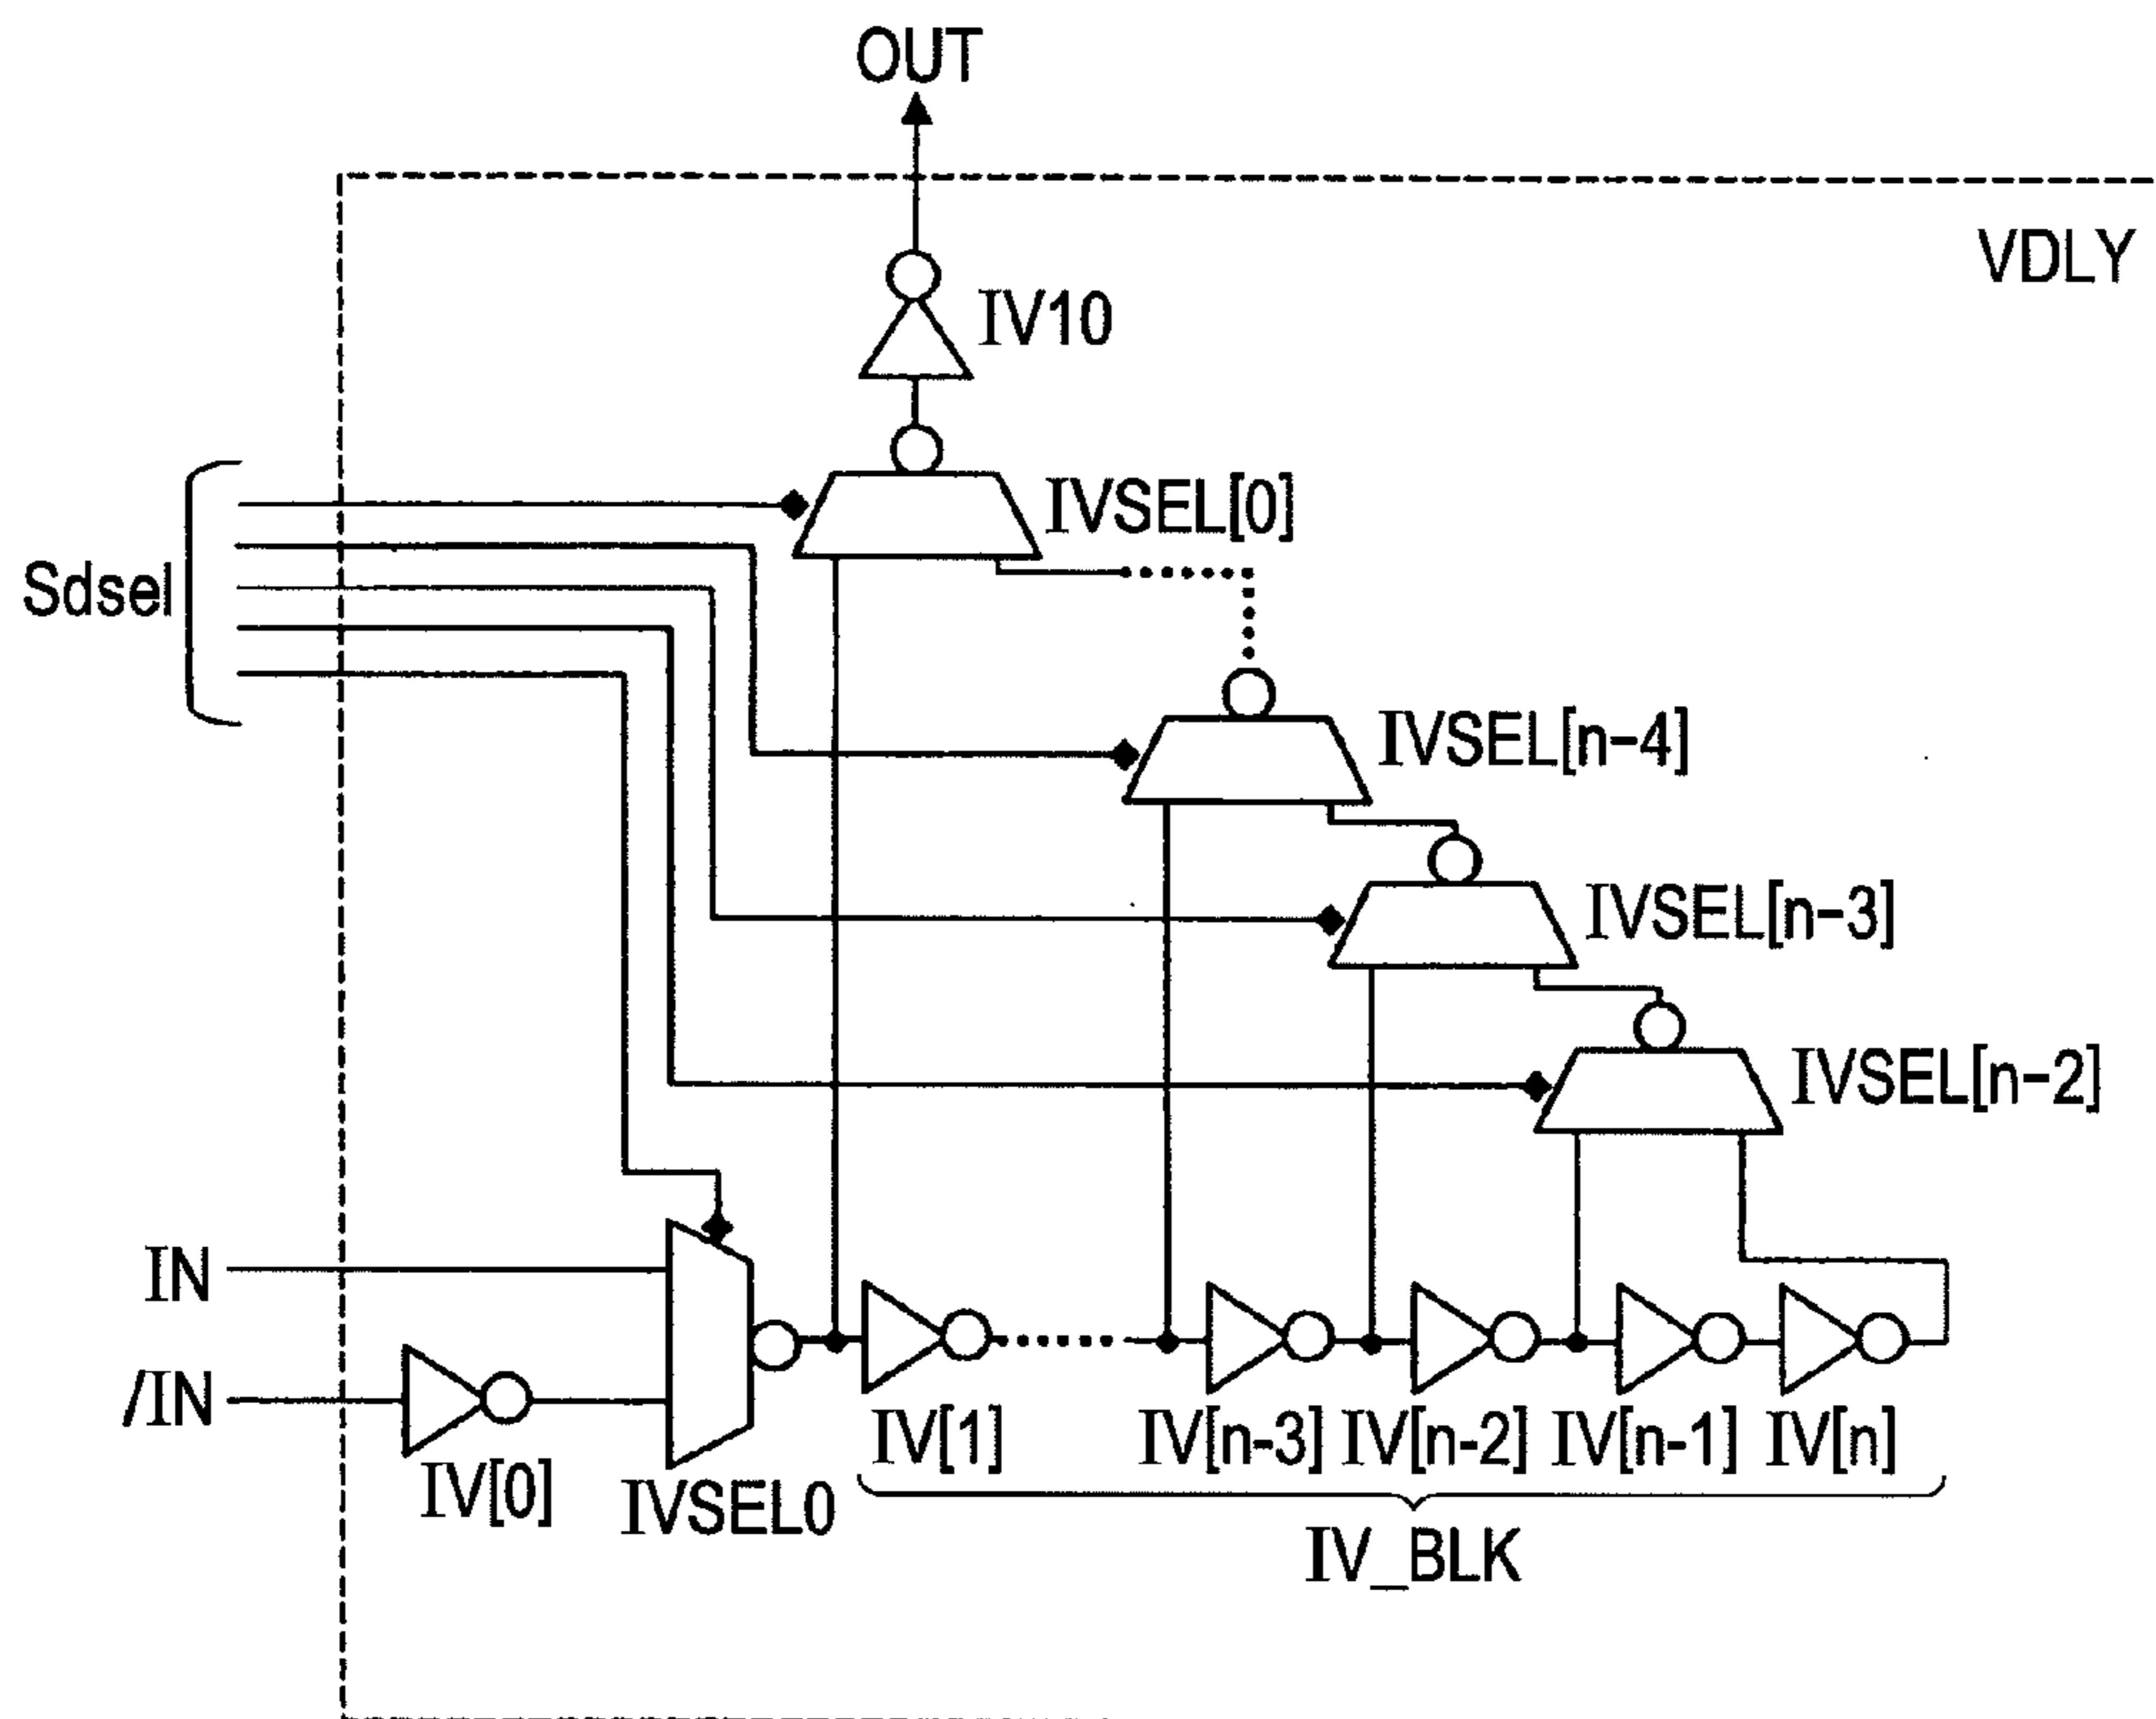 OUT
VDLY
IV10
IVSEL[0]
Sdsel
IVSEL[n-4]
IVSEL[n-3]
IVSEL[n-2]
IN
/IN
IV[0]
IVSEL0
IV[1]
IV[n-3]
IV[n-2]
IV[n-1]
IV[n]
IV_BLK